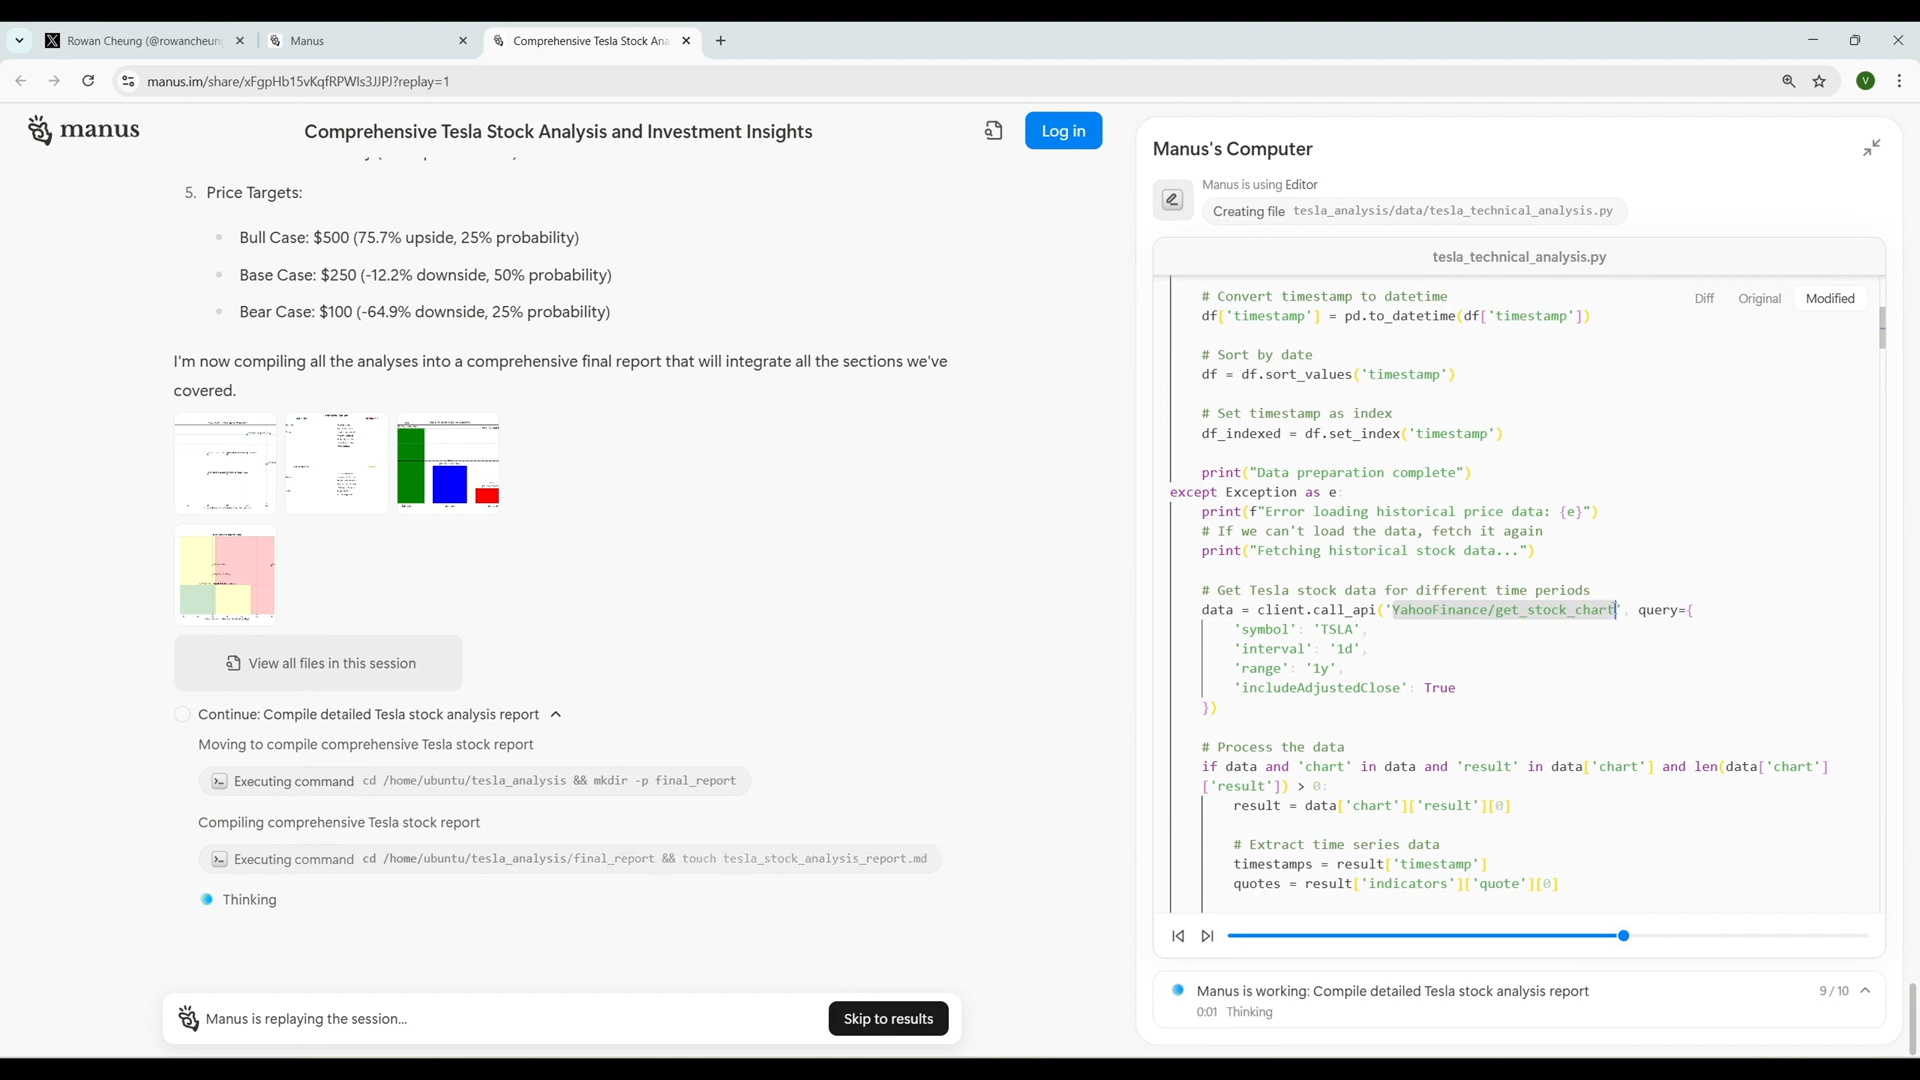 Rowan Cheung (@rowancheun
Manus
Comprehensive Tesla Stock Ana
manus.im/share/xFgpHb15vKqfRPWIs3JJPJ?replay=1
V
manus
Comprehensive Tesla Stock Analysis and Investment Insights
Log in
5. Price Targets:
Bull Case: $500 (75.7% upside, 25% probability)
Base Case: $250 (-12.2% downside, 50% probability)
Bear Case: $100 (-64.9% downside, 25% probability)
I'm now compiling all the analyses into a comprehensive final report that will integrate all the sections we've
covered.
View all files in this session
Continue: Compile detailed Tesla stock analysis report
Moving to compile comprehensive Tesla stock report
Executing command cd /home/ubuntu/tesla_analysis && mkdir -p final_report
Compiling comprehensive Tesla stock report
Executing command cd /home/ubuntu/tesla_analysis/final_report && touch tesla_stock_analysis_report.md
Thinking
Manus is replaying the session...
Skip to results
Manus's Computer
Manus is using Editor
Creating file tesla_analysis/data/tesla_technical_analysis.py
tesla_technical_analysis.py
Diff Original Modified
# Convert timestamp to datetime
df['timestamp'] = pd.to_datetime(df['timestamp'])
# Sort by date
df = df.sort_values('timestamp')
# Set timestamp as index
df_indexed = df.set_index('timestamp')
print("Data preparation complete")
except Exception as e:
print(f"Error loading historical price data: {e}")
# If we can't load the data, fetch it again
print("Fetching historical stock data...")
# Get Tesla stock data for different time periods
data = client.call_api('YahooFinance/get_stock_chart', query={
'symbol': 'TSLA',
'interval': '1d',
'range': '1y',
'includeAdjustedClose': True
})
# Process the data
if data and 'chart' in data and 'result' in data['chart'] and len(data['chart']
['result']) > 0:
result = data['chart']['result'][0]
# Extract time series data
timestamps = result['timestamp']
quotes = result['indicators']['quote'][0]
Manus is working: Compile detailed Tesla stock analysis report
9 / 10
0:01 Thinking